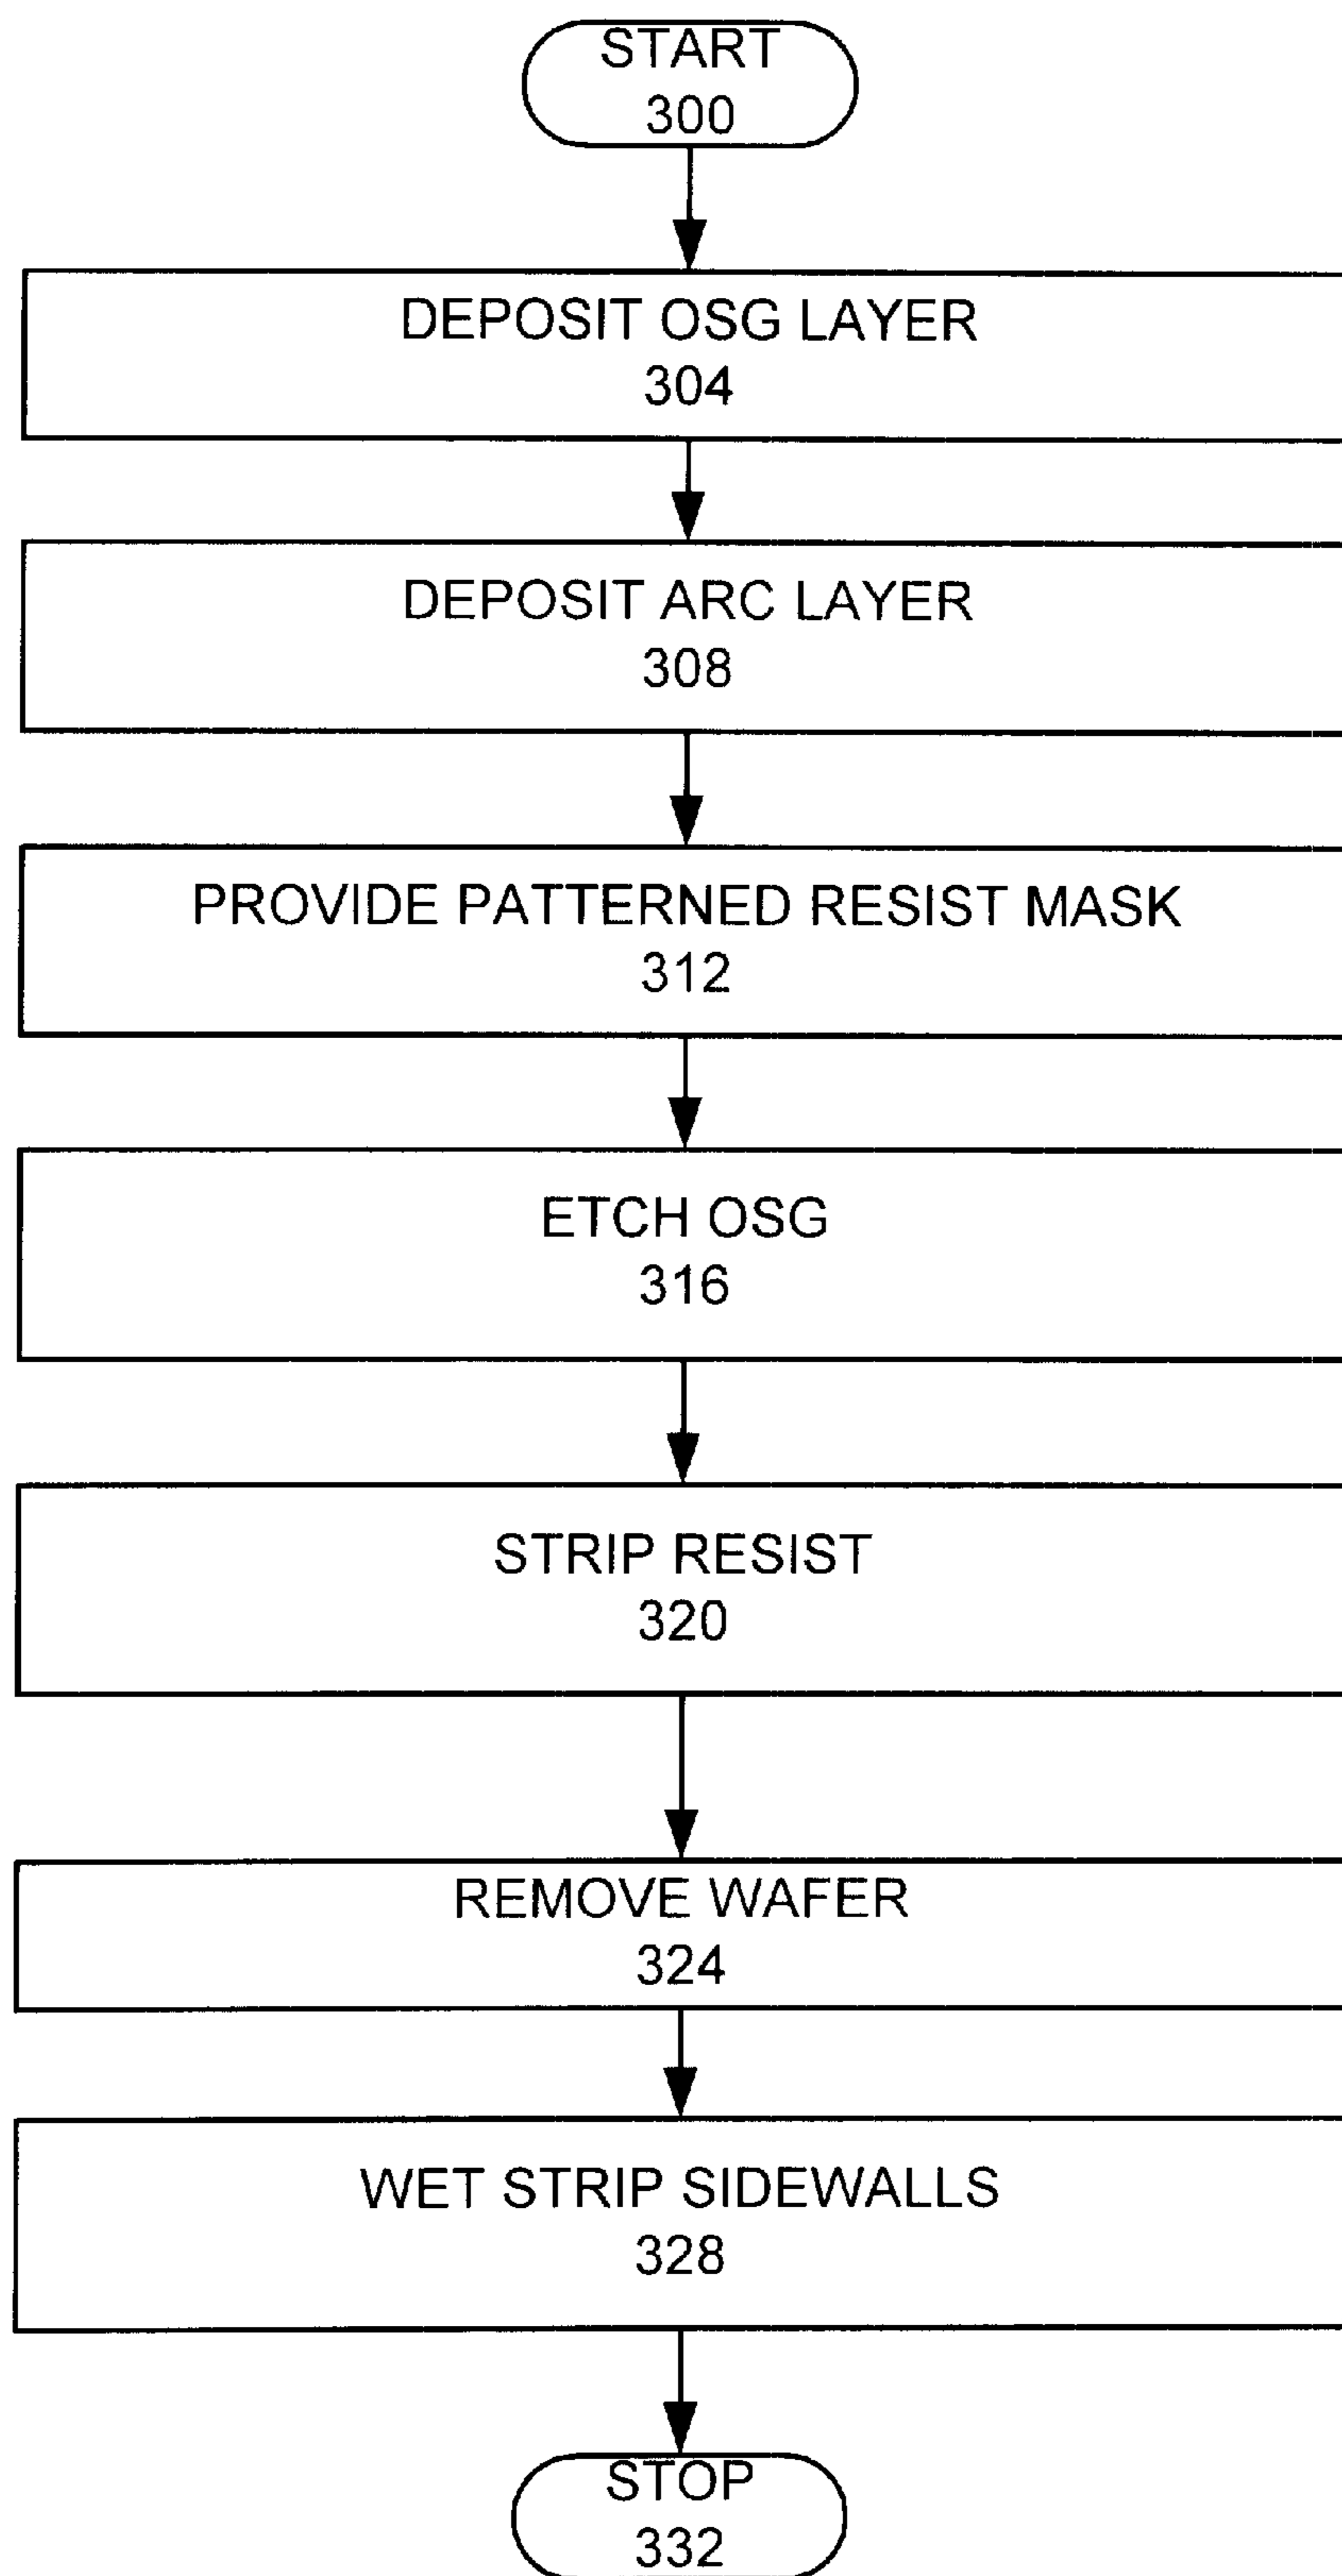 START
300
DEPOSIT OSG LAYER
304
DEPOSIT ARC LAYER
308
PROVIDE PATTERNED RESIST MASK
312
ETCH OSG
316
STRIP RESIST
320
REMOVE WAFER
324
WET STRIP SIDEWALLS
328
STOP
332